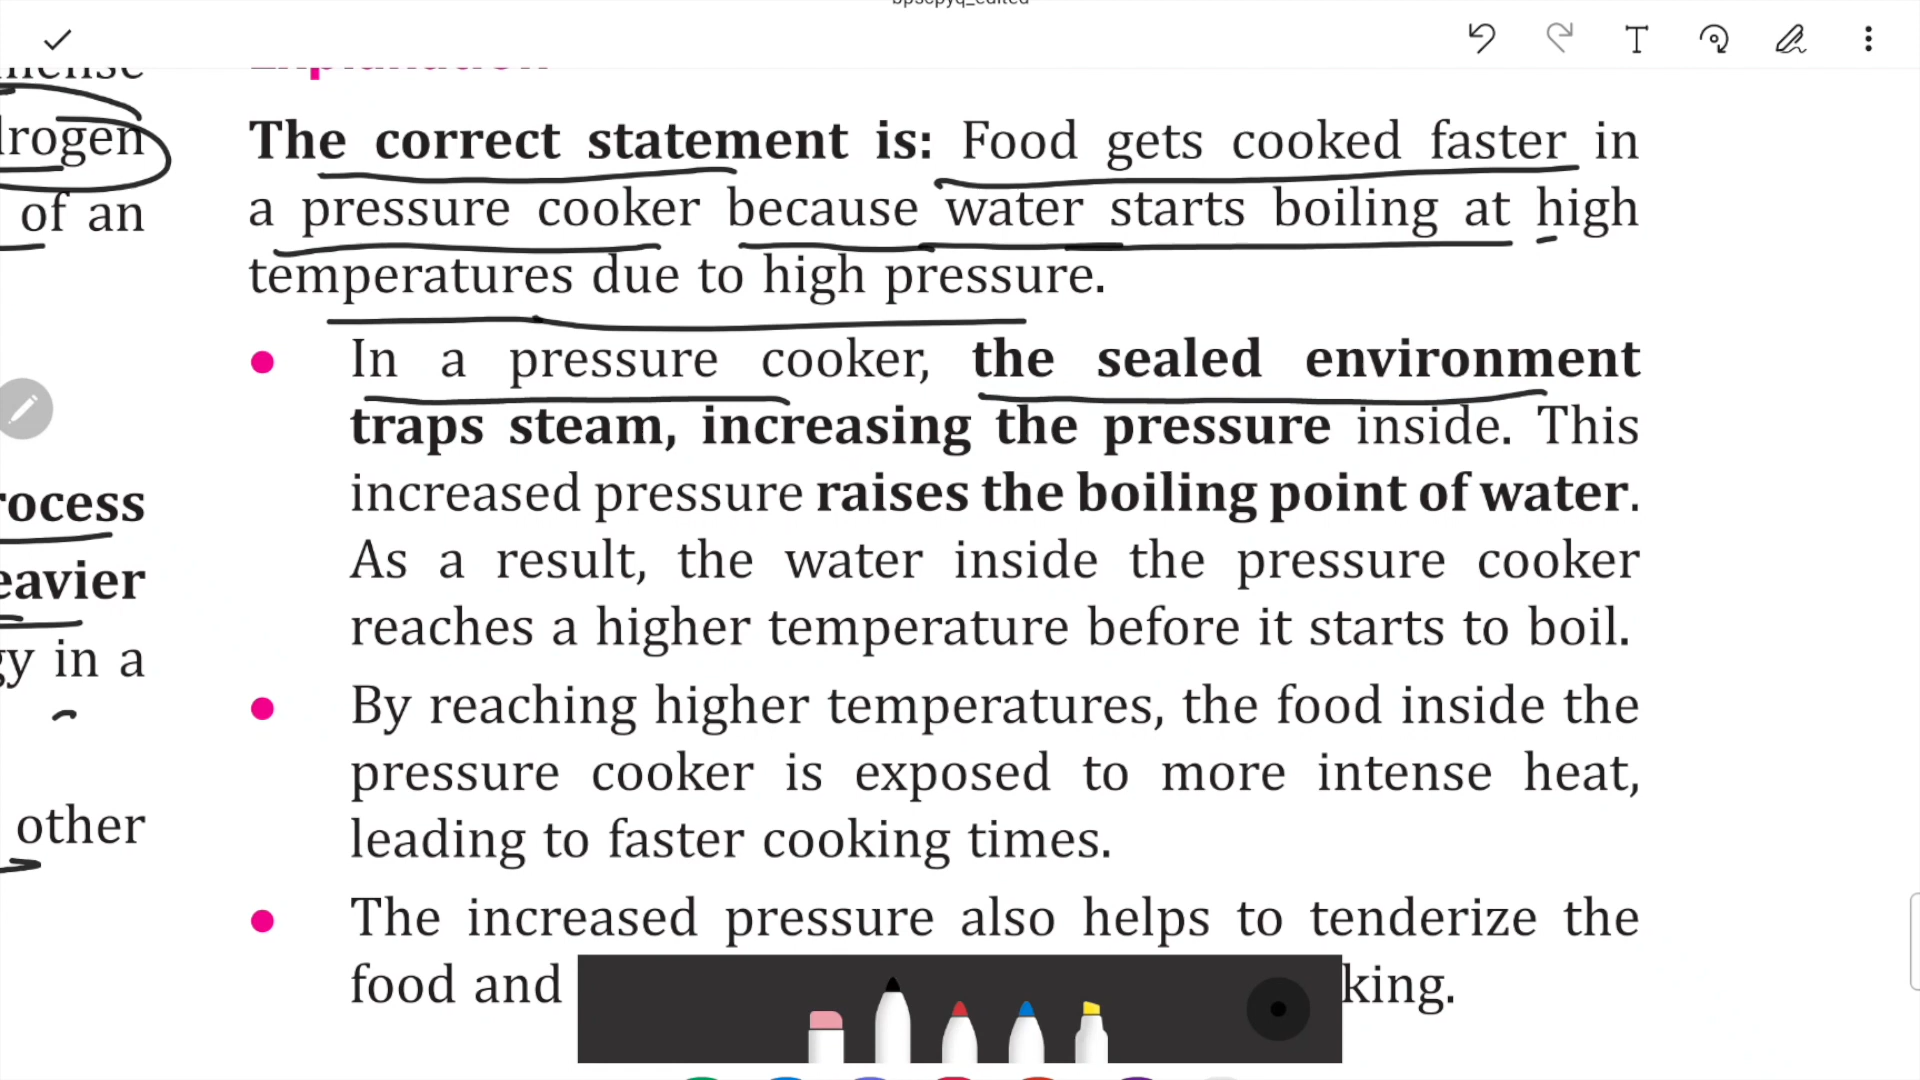 bpscpyq_edited
Explanation
drogen
of an
rocess
eavier
gy in a
other
The correct statement is: Food gets cooked faster in
a pressure cooker because water starts boiling at high
temperatures due to high pressure.
In a pressure cooker, the sealed environment
traps steam, increasing the pressure inside. This
increased pressure raises the boiling point of water.
As a result, the water inside the pressure cooker
reaches a higher temperature before it starts to boil.
By reaching higher temperatures, the food inside the
pressure cooker is exposed to more intense heat,
leading to faster cooking times.
The increased pressure also helps to tenderize the
food and king.